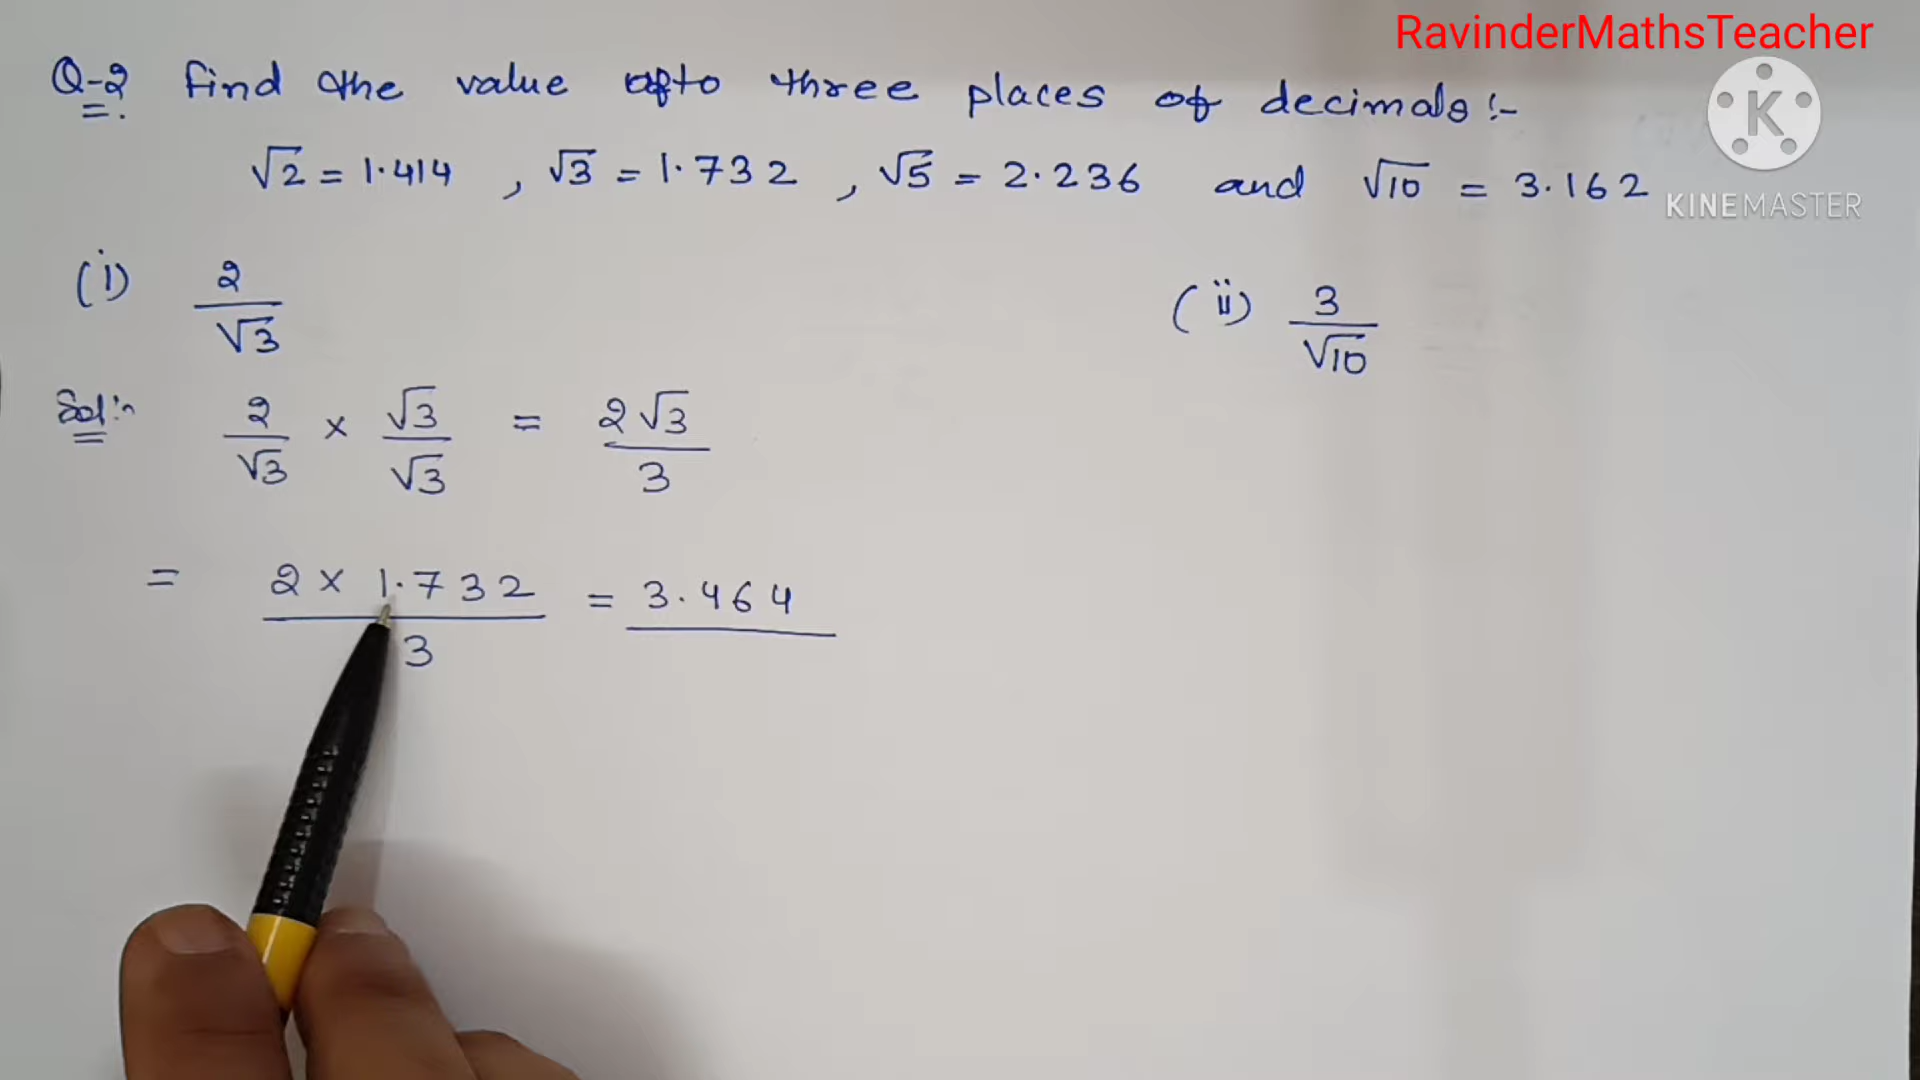 RavinderMathsTeacher
Q-2 Find the value upto three places of decimals :-
√2 = 1.414 , √3 = 1.732 , √5 = 2.236 and √10 = 3.162
KINEMASTER
(i) 2/√3
(ii) 3/√10
Sol:n 2/√3 × √3/√3 = 2√3/3
= 2 × 1.732/3 = 3.464